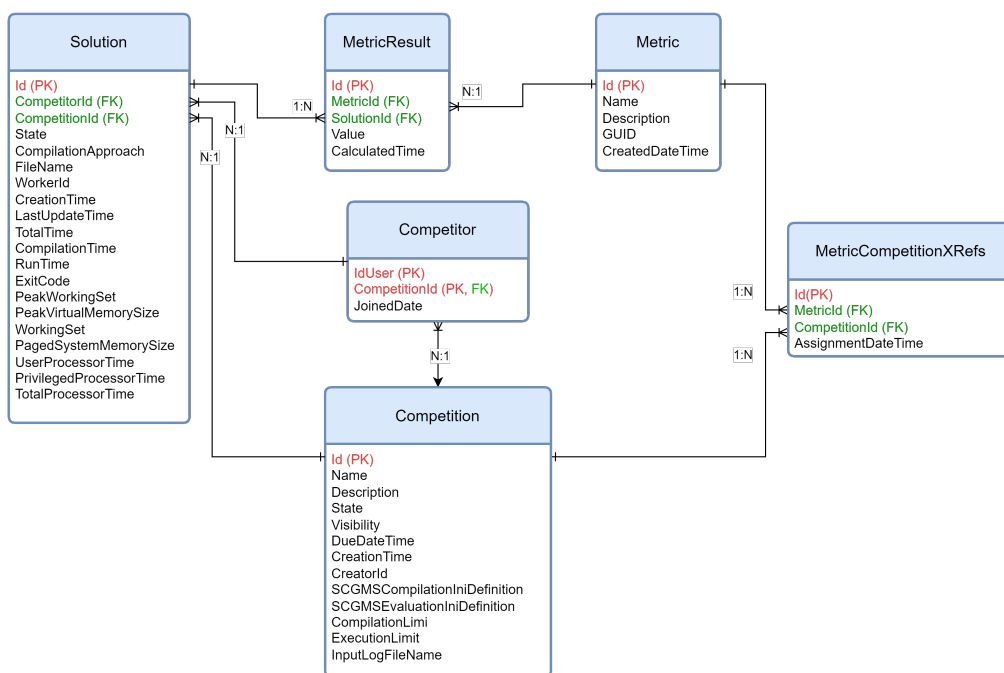 Solution
Id (PK)
CompetitorId (FK)
CompetitionId (FK)
State
CompilationApproach
FileName
WorkerId
CreationTime
LastUpdateTime
TotalTime
CompilationTime
RunTime
ExitCode
PeakWorkingSet
PeakVirtualMemorySize
WorkingSet
PagedSystemMemorySize
UserProcessorTime
PrivilegedProcessorTime
TotalProcessorTime
1:N
N:1
N:1
MetricResult
Id (PK)
MetricId (FK)
SolutionId (FK)
Value
CalculatedTime
N:1
Metric
Id (PK)
Name
Description
GUID
CreatedDateTime
Competitor
IdUser (PK)
CompetitionId (PK, FK)
JoinedDate
N:1
MetricCompetitionXRefs
Id(PK)
MetricId (FK)
CompetitionId (FK)
AssignmentDateTime
1:N
1:N
Competition
Id (PK)
Name
Description
State
Visibility
DueDateTime
CreationTime
CreatorId
SCGMSCompilationIniDefinition
SCGMSEvaluationIniDefinition
CompilationLimi
ExecutionLimit
InputLogFileName